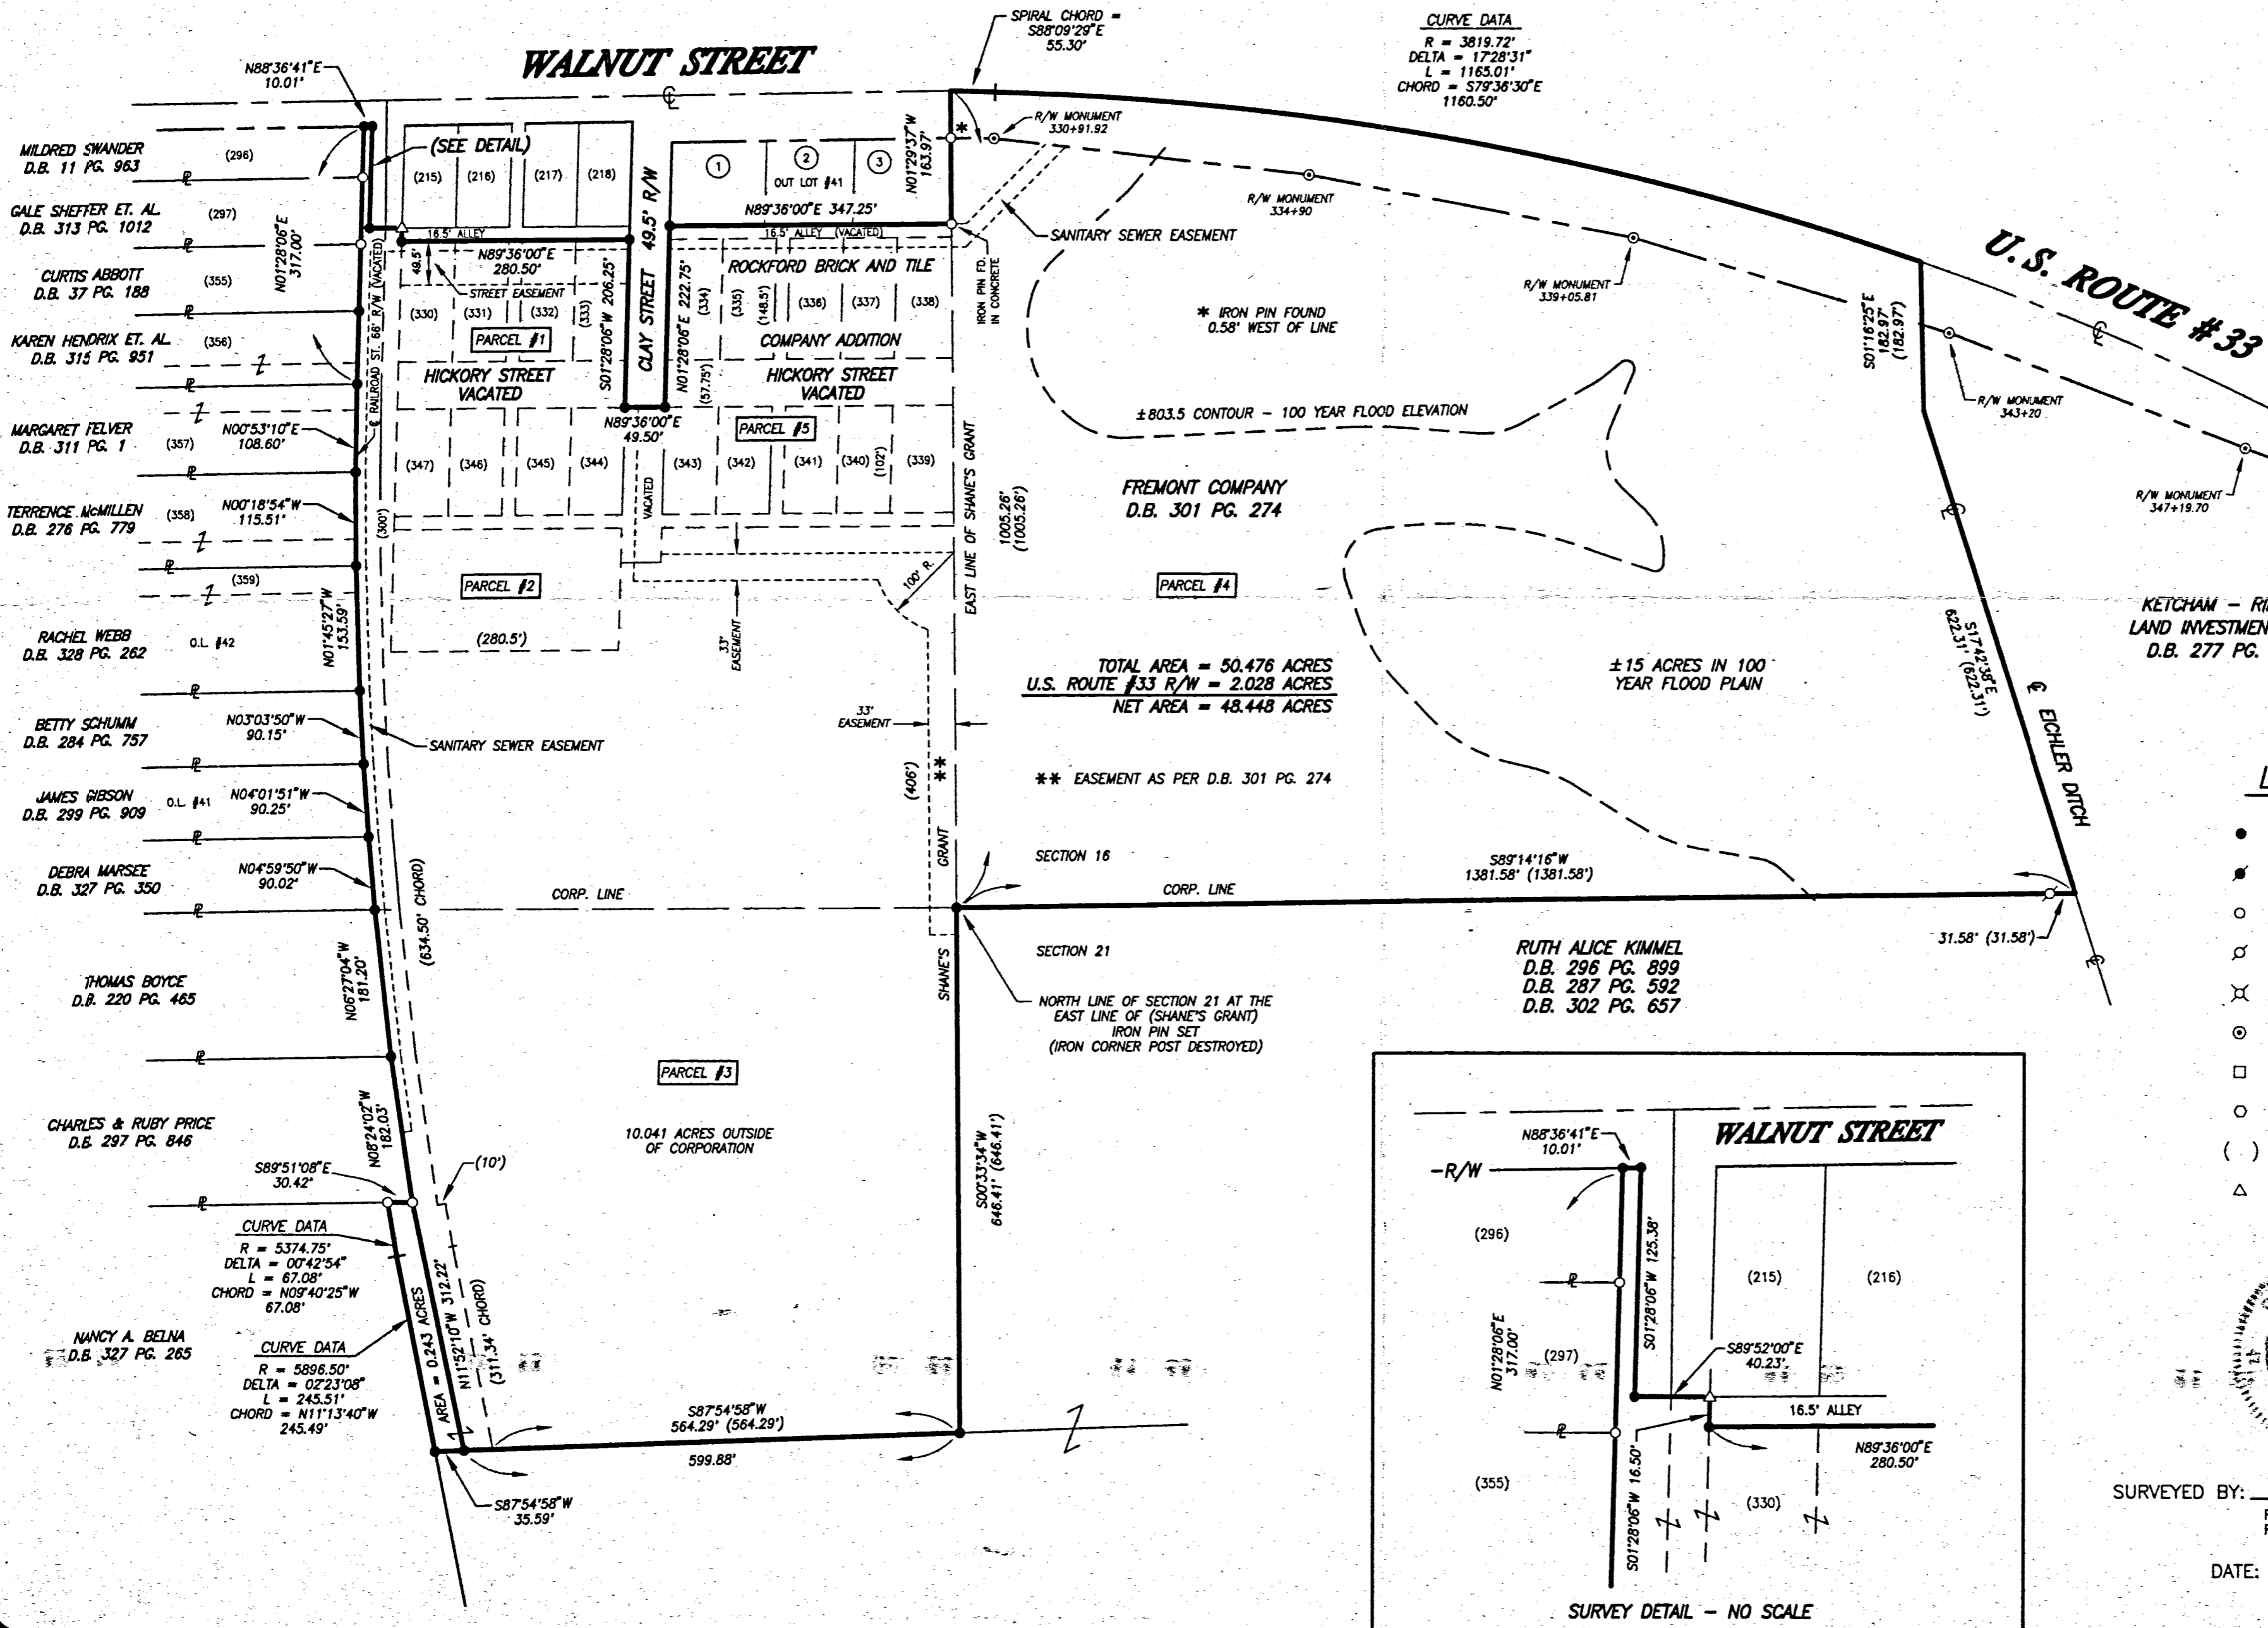 WALNUT STREET
N88°36'41"E
10.01'
(SEE DETAIL)
SPIRAL CHORD =
S88°09'29"E
55.30'
CURVE DATA
R = 3819.72'
DELTA = 17°28'31"
L = 1165.01'
CHORD = S79°36'30"E
1160.50'
U.S. ROUTE #33
R/W MONUMENT
330+91.92
R/W MONUMENT
334+90
R/W MONUMENT
339+05.81
R/W MONUMENT
343+20
R/W MONUMENT
347+19.70
MILDRED SWANDER
D.B. 11 PG. 963
(296)
GALE SHEFFER ET. AL.
D.B. 313 PG. 1012
(297)
CURTIS ABBOTT
D.B. 37 PG. 188
(355)
KAREN HENDRIX ET. AL.
D.B. 315 PG. 951
(356)
MARGARET FELVER
D.B. 311 PG. 1
(357)
TERRENCE McMILLEN
D.B. 276 PG. 779
(358)
(359)
RACHEL WEBB
D.B. 328 PG. 262
O.L. #42
BETTY SCHUMM
D.B. 284 PG. 757
JAMES GIBSON
D.B. 299 PG. 909
O.L. #41
DEBRA MARSEE
D.B. 327 PG. 350
THOMAS BOYCE
D.B. 220 PG. 465
CHARLES & RUBY PRICE
D.B. 297 PG. 846
NANCY A. BELNA
D.B. 327 PG. 265
N01°28'06"E
317.00'
N00°53'10"E
108.60'
N00°18'54"W
115.51'
N01°45'27"W
153.59'
N03°03'50"W
90.15'
N04°01'51"W
90.25'
N04°59'50"W
90.02'
N06°27'04"W
181.20'
N08°24'02"W
182.03'
S89°51'08"E
30.42'
CURVE DATA
R = 5374.75'
DELTA = 00°42'54"
L = 67.08'
CHORD = N09°40'25"W
67.08'
CURVE DATA
R = 5896.50'
DELTA = 02°23'08"
L = 245.51'
CHORD = N11°13'40"W
245.49'
AREA = 0.243 ACRES
N11°52'10"W 312.22'
(311.34' CHORD)
(10')
(634.50' CHORD)
(300')
RAILROAD ST. 66' R/W (VACATED)
SANITARY SEWER EASEMENT
(215)
(216)
(217)
(218)
16.5' ALLEY
49.5'
N89°36'00"E
280.50'
STREET EASEMENT
(330)
(331)
(332)
(333)
PARCEL #1
HICKORY STREET
VACATED
S01°28'06"W 206.25'
CLAY STREET 49.5' R/W
N01°28'06"E 222.75'
N89°36'00"E
49.50'
(347)
(346)
(345)
(344)
VACATED
1
2
3
OUT LOT #41
N89°36'00"E 347.25'
16.5' ALLEY (VACATED)
N01°29'37"W
163.97'
*
ROCKFORD BRICK AND TILE
(334)
(335)
(148.5')
(336)
(337)
(338)
COMPANY ADDITION
HICKORY STREET
VACATED
(57.75')
PARCEL #5
(343)
(342)
(341)
(340)
(102')
(339)
IRON PIN FD.
IN CONCRETE
SANITARY SEWER EASEMENT
* IRON PIN FOUND
0.58' WEST OF LINE
±803.5 CONTOUR – 100 YEAR FLOOD ELEVATION
EAST LINE OF SHANE'S GRANT
1005.26'
(1005.26')
FREMONT COMPANY
D.B. 301 PG. 274
PARCEL #4
PARCEL #2
(280.5')
33'
EASEMENT
100' R.
33'
EASEMENT
(406')
**
TOTAL AREA = 50.476 ACRES
U.S. ROUTE #33 R/W = 2.028 ACRES
NET AREA = 48.448 ACRES
±15 ACRES IN 100
YEAR FLOOD PLAIN
** EASEMENT AS PER D.B. 301 PG. 274
S01°16'25"E
182.97'
(182.97')
S17°42'38"E
622.31' (622.31')
EICHLER DITCH
KETCHAM –
LAND
D.B. 277 PG.
SHANE'S GRANT
SECTION 16
CORP. LINE
CORP. LINE
S89°14'16"W
1381.58' (1381.58')
31.58' (31.58')
SECTION 21
NORTH LINE OF SECTION 21 AT THE
EAST LINE OF (SHANE'S GRANT)
IRON PIN SET
(IRON CORNER POST DESTROYED)
RUTH ALICE KIMMEL
D.B. 296 PG. 899
D.B. 287 PG. 592
D.B. 302 PG. 657
PARCEL #3
10.041 ACRES OUTSIDE
OF CORPORATION
S00°33'34"W
646.41' (646.41')
S87°54'58"W
564.29' (564.29')
599.88'
S87°54'58"W
35.59'
WALNUT STREET
N88°36'41"E
10.01'
R/W
(296)
(297)
(355)
N01°28'06"E
317.00'
S01°28'06"W 125.38'
S89°52'00"E
40.23'
(215)
(216)
16.5' ALLEY
S01°28'06"W 16.50'
N89°36'00"E
280.50'
(330)
SURVEY DETAIL – NO SCALE
( )
SURVEYED BY:
DATE: